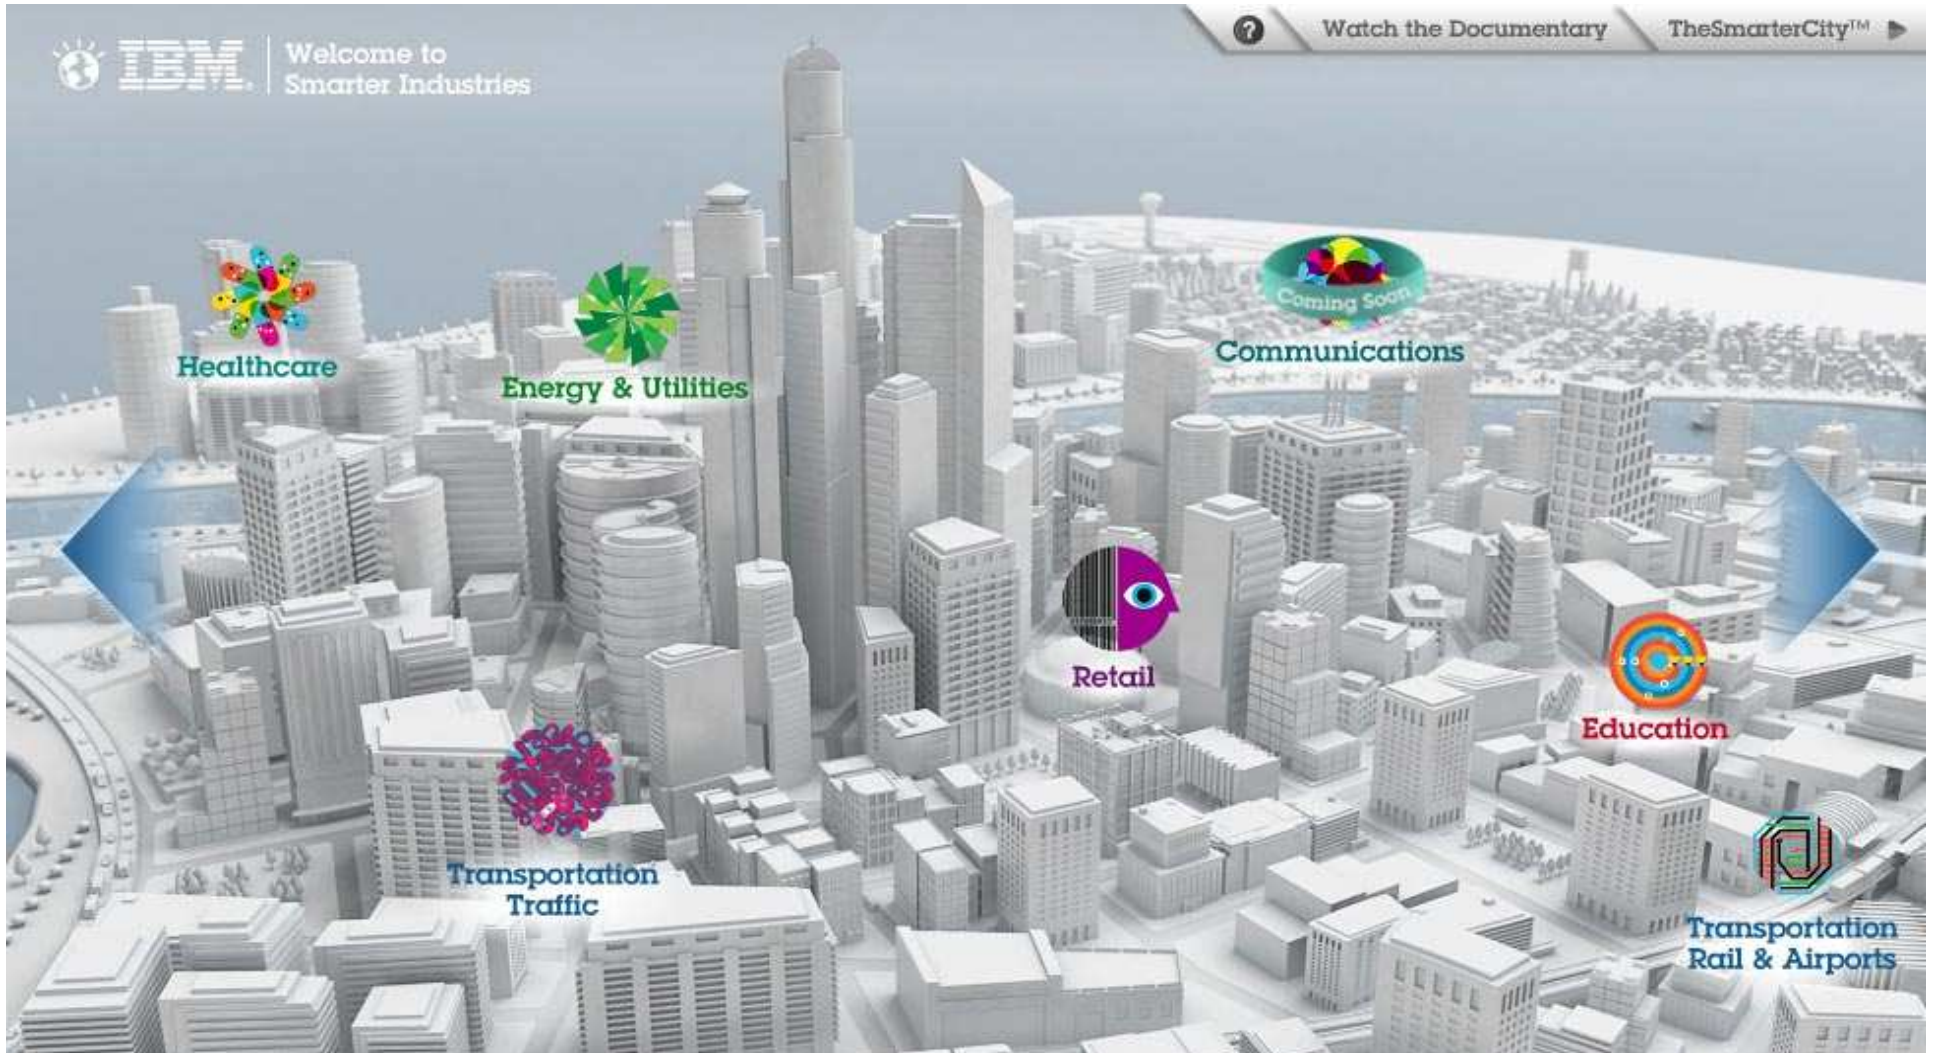 IBM.
Welcome to
Smarter Industries
?
Watch the Documentary
TheSmarterCity™
Healthcare
Energy & Utilities
Coming Soon
Communications
Retail
Education
Transportation
Traffic
Transportation
Rail & Airports